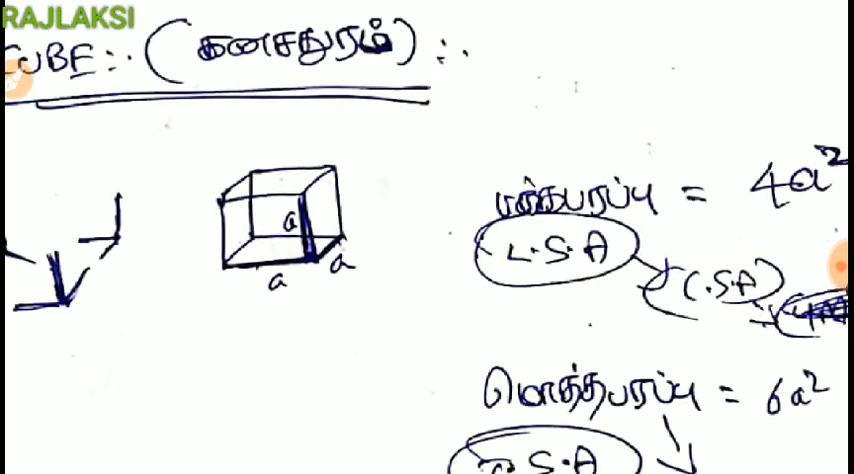 RAJLAKSI
CUBE:. (கனசதுரம்) :.
a
a
a
பக்கபரப்பு = 4a²
L.S.A
C.S.A
மொத்தபரப்பு = 6a²
T.S.A